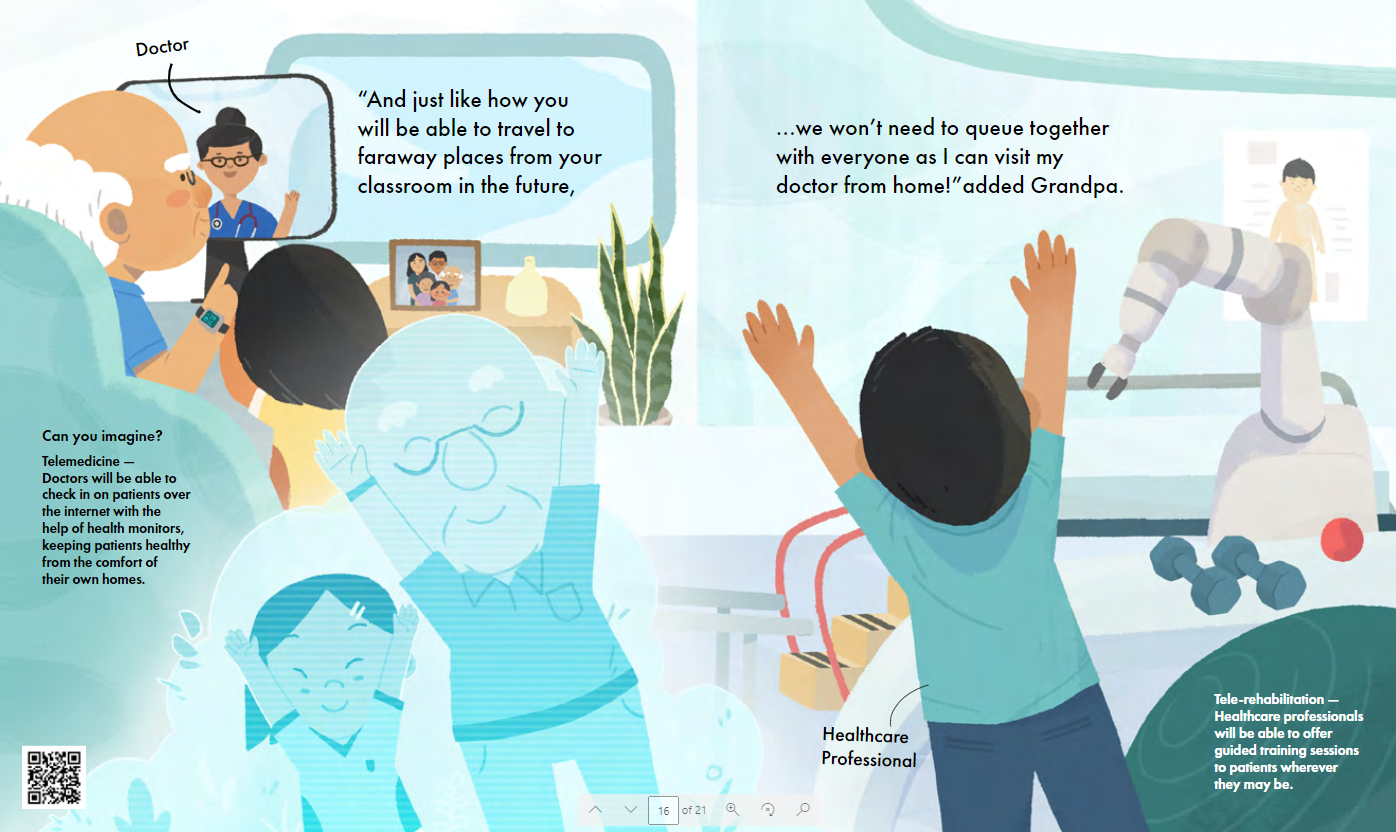 Doctor
“And just like how you
will be able to travel to
faraway places from your
classroom in the future,
Can you imagine?
Telemedicine —
Doctors will be able to
check in on patients over
the internet with the
help of health monitors,
keeping patients healthy
from the comfort of
their own homes.
...we won’t need to queue together
with everyone as I can visit my
doctor from home!”added Grandpa.
Healthcare
Professional
Tele-rehabilitation —
Healthcare professionals
will be able to offer
guided training sessions
to patients wherever
they may be.
16 of 21